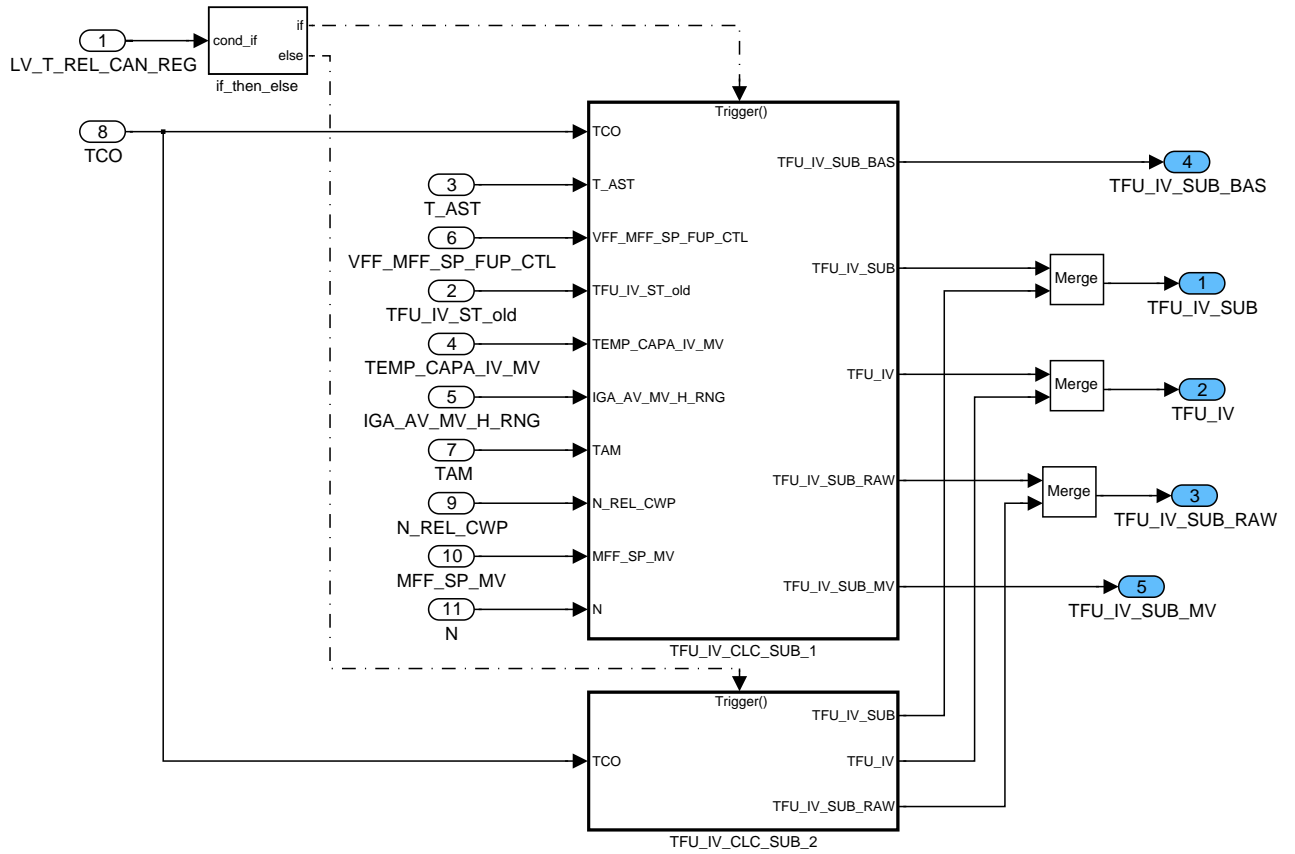 1
LV_T_REL_CAN_REG
cond_if
if
else
if_then_else
8
TCO
3
T_AST
6
VFF_MFF_SP_FUP_CTL
2
TFU_IV_ST_old
4
TEMP_CAPA_IV_MV
5
IGA_AV_MV_H_RNG
7
TAM
9
N_REL_CWP
10
MFF_SP_MV
11
N
Trigger()
TCO
T_AST
VFF_MFF_SP_FUP_CTL
TFU_IV_ST_old
TEMP_CAPA_IV_MV
IGA_AV_MV_H_RNG
TAM
N_REL_CWP
MFF_SP_MV
N
TFU_IV_SUB_BAS
TFU_IV_SUB
TFU_IV
TFU_IV_SUB_RAW
TFU_IV_SUB_MV
TFU_IV_CLC_SUB_1
Merge
Merge
Merge
4
TFU_IV_SUB_BAS
1
TFU_IV_SUB
2
TFU_IV
3
TFU_IV_SUB_RAW
5
TFU_IV_SUB_MV
Trigger()
TCO
TFU_IV_SUB
TFU_IV
TFU_IV_SUB_RAW
TFU_IV_CLC_SUB_2